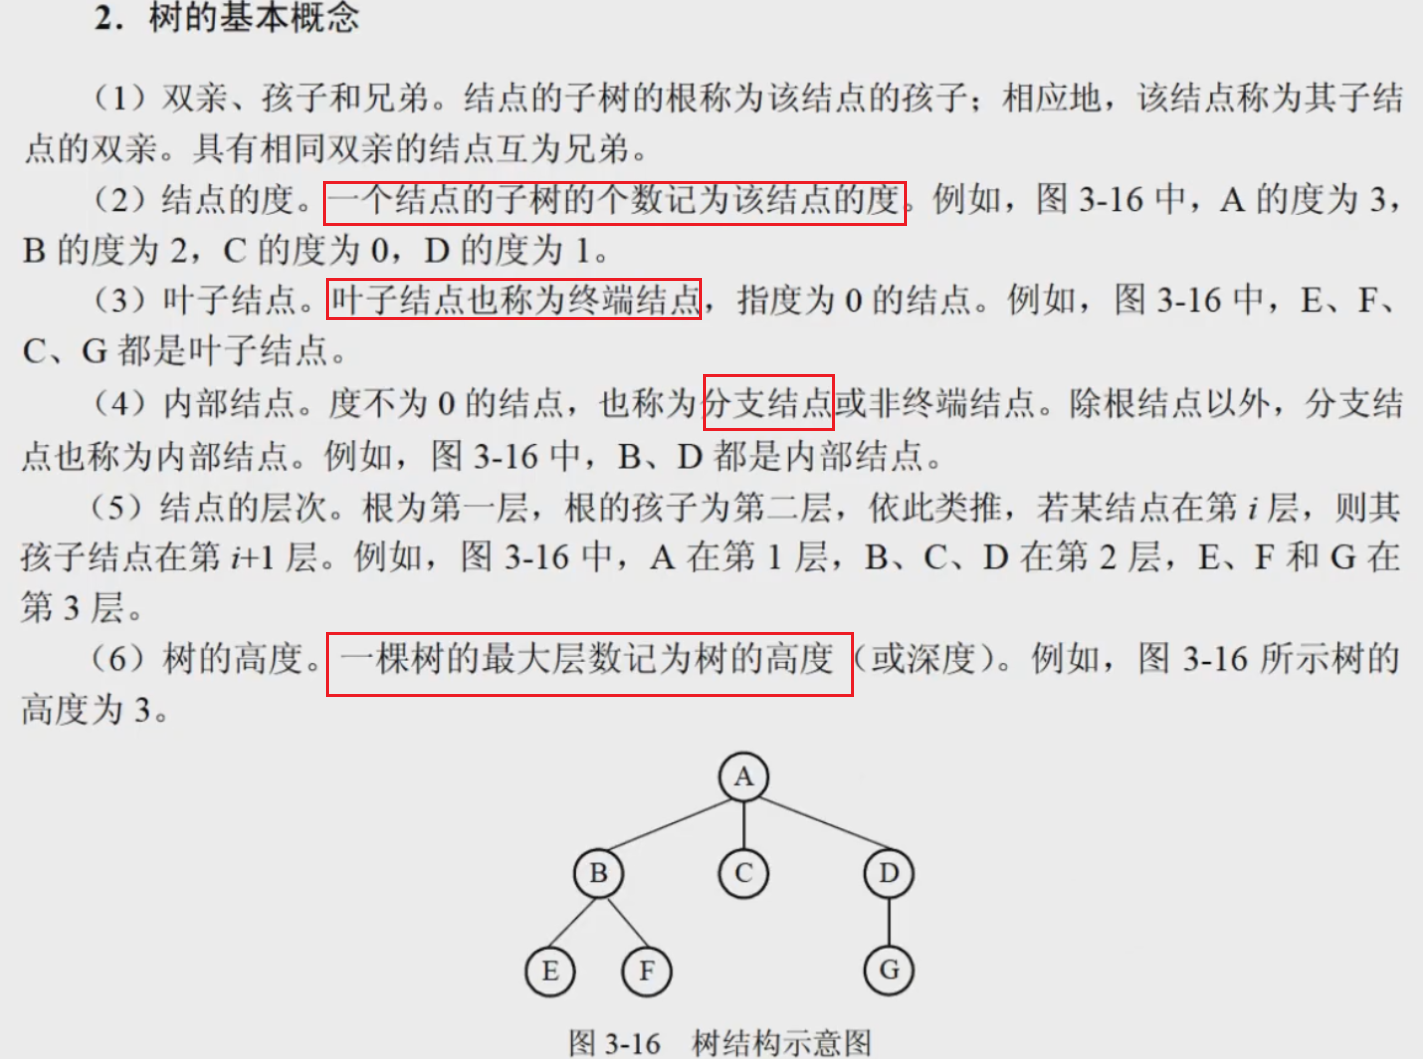 2．树的基本概念
（1）双亲、孩子和兄弟。结点的子树的根称为该结点的孩子；相应地，该结点称为其子结
点的双亲。具有相同双亲的结点互为兄弟。
（2）结点的度。一个结点的子树的个数记为该结点的度。例如，图 3-16 中，A 的度为 3，
B 的度为 2，C 的度为 0，D 的度为 1。
（3）叶子结点。叶子结点也称为终端结点，指度为 0 的结点。例如，图 3-16 中，E、F、
C、G 都是叶子结点。
（4）内部结点。度不为 0 的结点，也称为分支结点或非终端结点。除根结点以外，分支结
点也称为内部结点。例如，图 3-16 中，B、D 都是内部结点。
（5）结点的层次。根为第一层，根的孩子为第二层，依此类推，若某结点在第 i 层，则其
孩子结点在第 i+1 层。例如，图 3-16 中，A 在第 1 层，B、C、D 在第 2 层，E、F 和 G 在
第 3 层。
（6）树的高度。一棵树的最大层数记为树的高度（或深度）。例如，图 3-16 所示树的
高度为 3。
A
B C D
E F G
图 3-16 树结构示意图